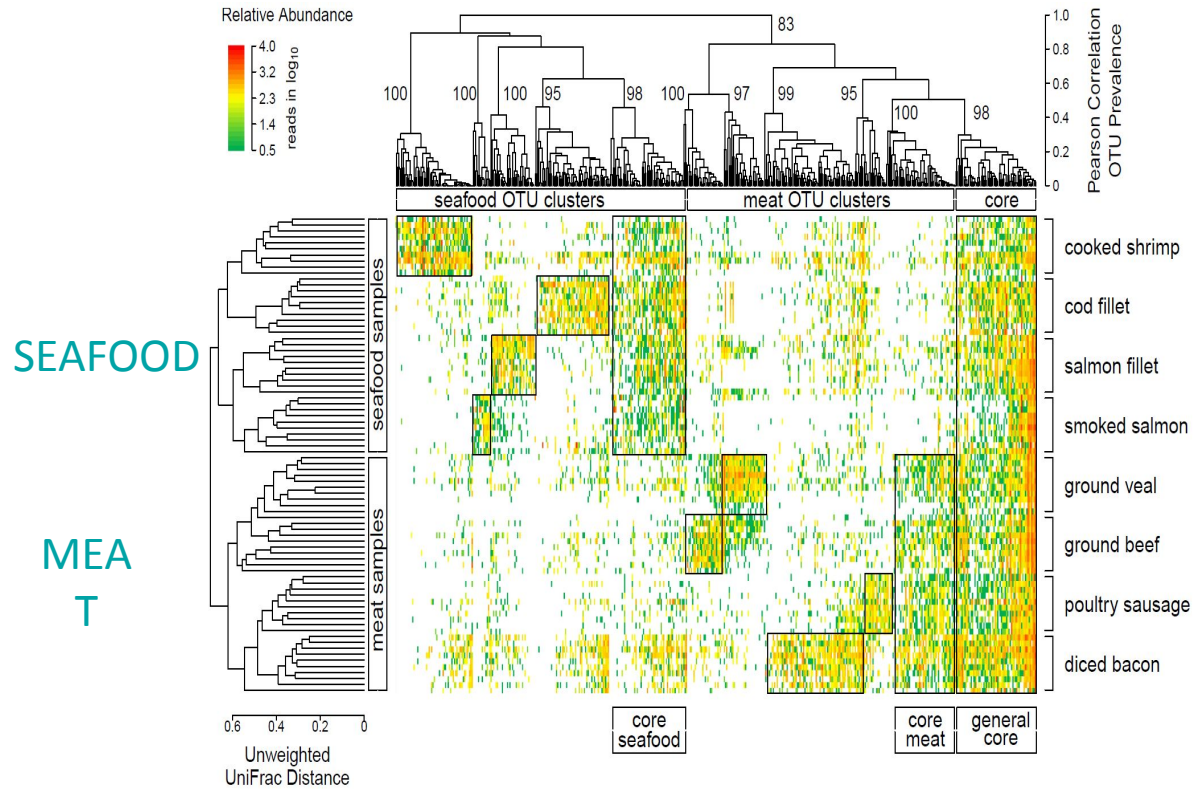 Relative Abundance
4.0
3.2
2.3
1.4
0.5
reads in log10
83
100
100
100
95
98
100
97
99
95
100
98
1.0
0.8
0.6
0.4
0.2
0
Pearson Correlation
OTU Prevalence
seafood OTU clusters
meat OTU clusters
core
SEAFOOD
MEA
T
seafood samples
meat samples
cooked shrimp
cod fillet
salmon fillet
smoked salmon
ground veal
ground beef
poultry sausage
diced bacon
core
seafood
core
meat
general
core
0.6
0.4
0.2
0
Unweighted
UniFrac Distance